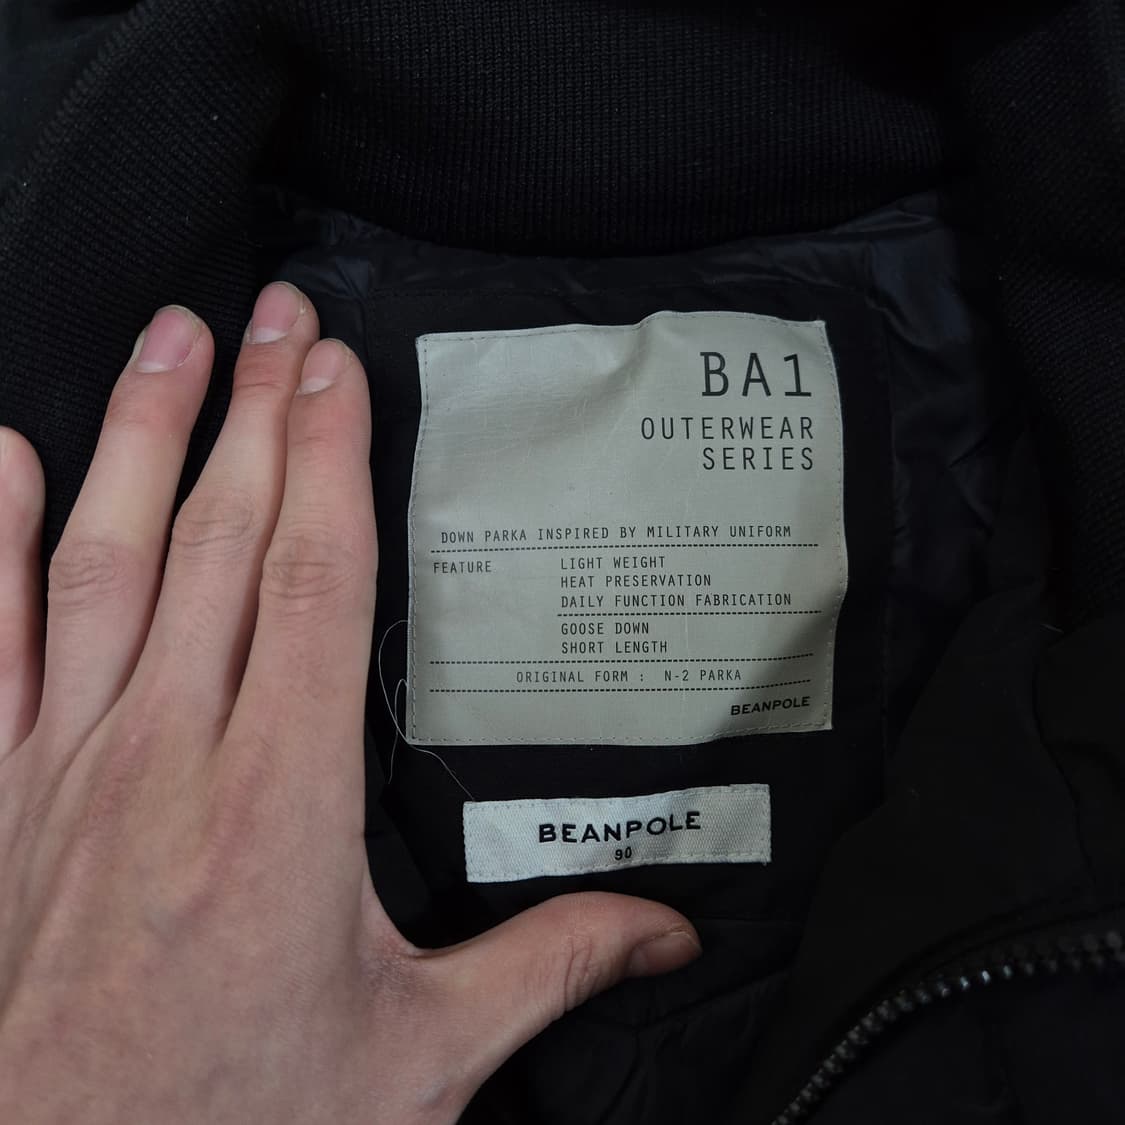 BA1
OUTERWEAR
SERIES
DOWN PARKA INSPIRED BY MILITARY UNIFORM
FEATURE LIGHT WEIGHT
HEAT PRESERVATION
DAILY FUNCTION FABRICATION
GOOSE DOWN
SHORT LENGTH
ORIGINAL FORM : N-2 PARKA
BEANPOLE
BEANPOLE
90